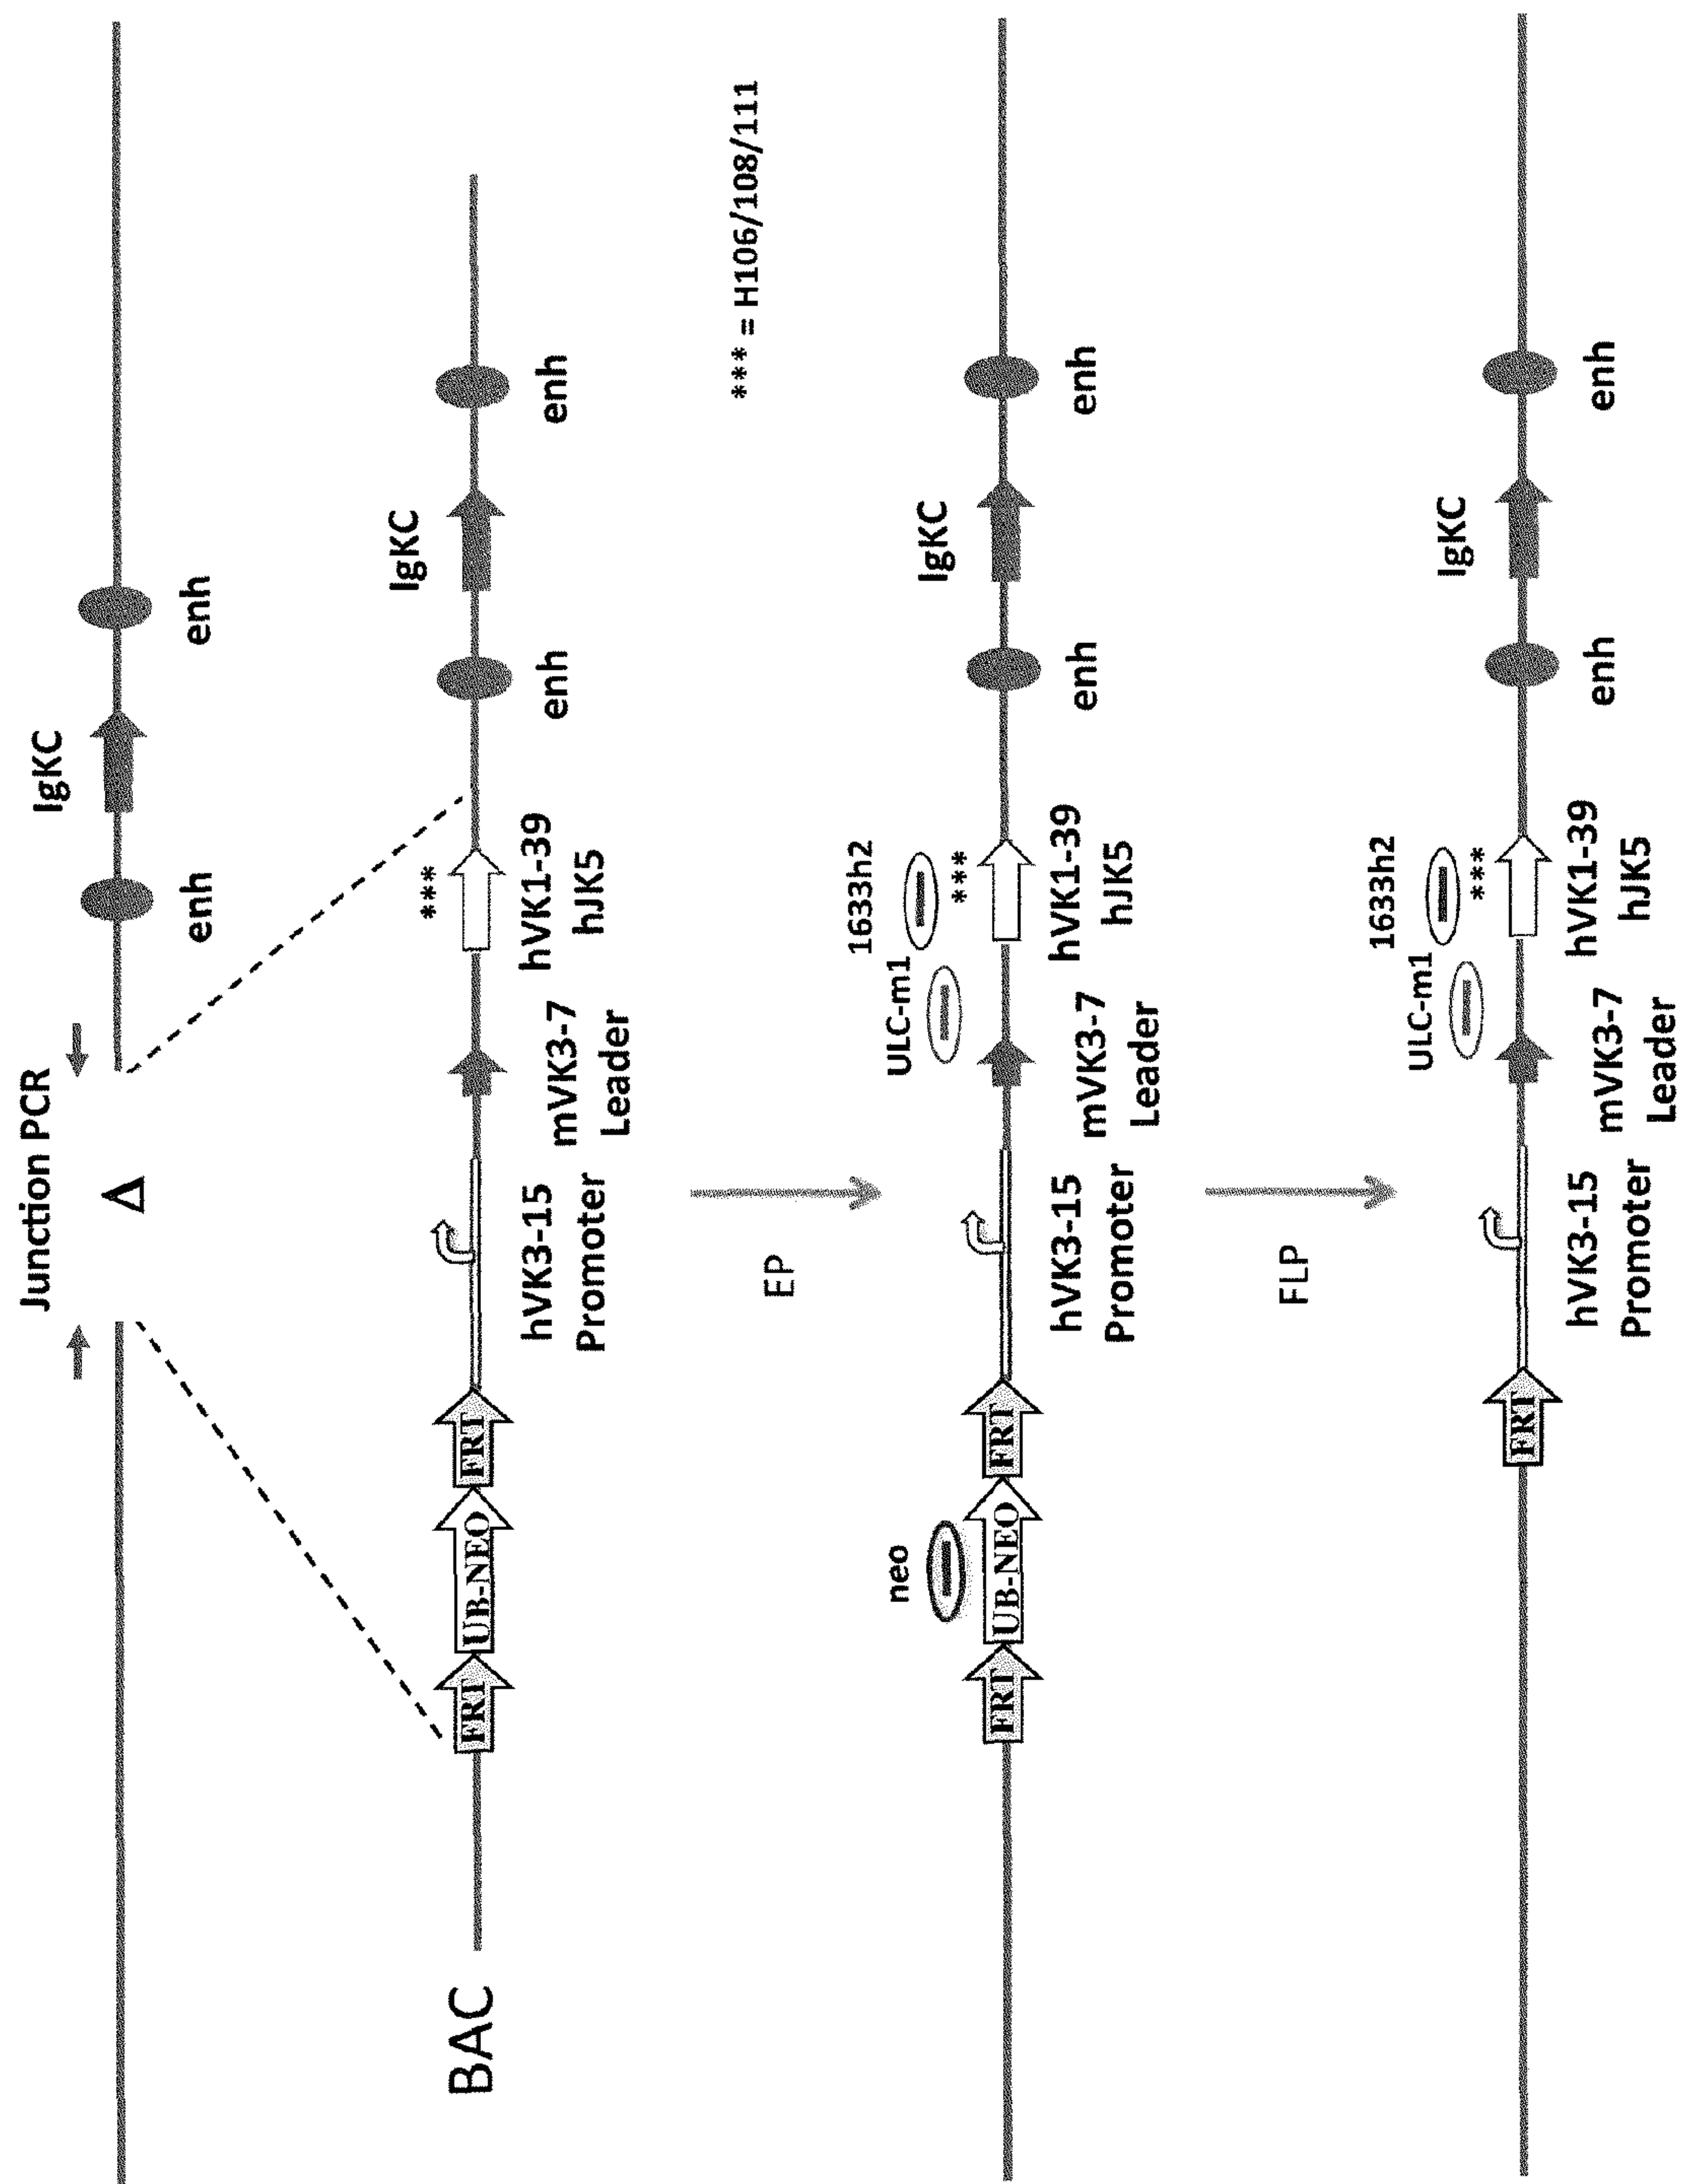 Junction PCR
Δ
IgKC
enh
enh
BAC
FRT
UB-NEO
FRT
hVK3-15
Promoter
mVK3-7
Leader
***
hVK1-39
hJK5
enh
IgKC
enh
EP
*** = H106/108/111
neo
FRT
UB-NEO
FRT
hVK3-15
Promoter
ULC-m1
mVK3-7
Leader
1633h2
***
hVK1-39
hJK5
enh
IgKC
enh
FLP
FRT
hVK3-15
Promoter
ULC-m1
mVK3-7
Leader
1633h2
***
hVK1-39
hJK5
enh
IgKC
enh